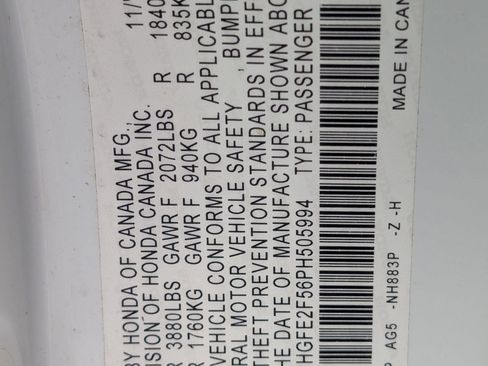 BY HONDA OF CANADA MFG.,
ISION OF HONDA CANADA INC. 11/
R 3880LBS GAWR F 2072LBS R 1840
R 1760KG GAWR F 940KG R 835K
VEHICLE CONFORMS TO ALL APPLICABL
RAL MOTOR VEHICLE SAFETY , BUMP
THEFT PREVENTION STANDARDS IN EFF
HE DATE OF MANUFACTURE SHOWN ABO
HGFE2F56PH505994 TYPE: PASSENGER
P AG5 -NH883P -Z -H MADE IN CAN